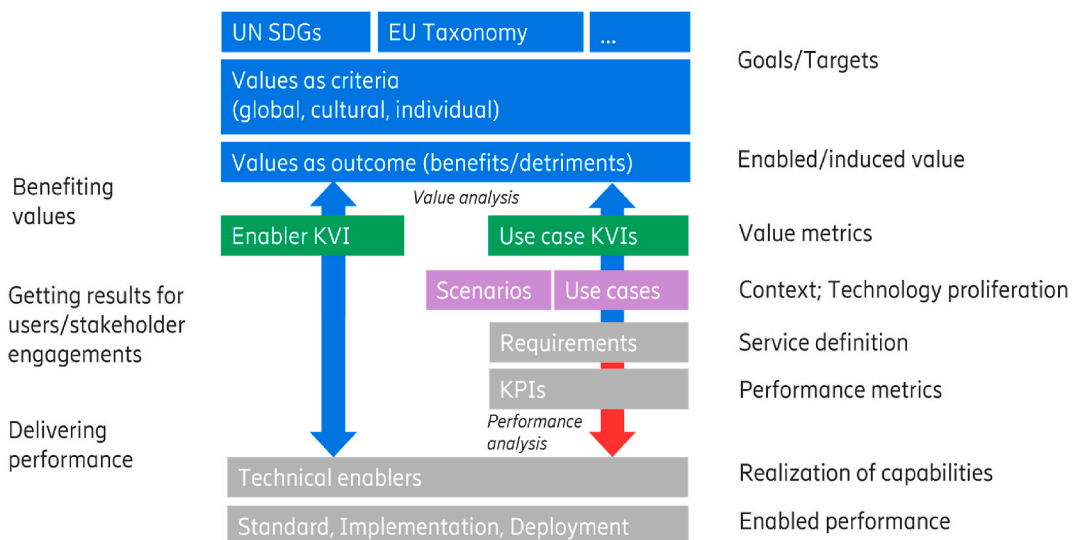 UN SDGs EU Taxonomy ...
Goals/Targets
Values as criteria
(global, cultural, individual)
Values as outcome (benefits/detriments)
Enabled/induced value
Benefiting
values
Value analysis
Enabler KVI
Use case KVIs
Value metrics
Scenarios
Use cases
Context; Technology proliferation
Getting results for
users/stakeholder
engagements
Requirements
Service definition
KPIs
Performance metrics
Performance
analysis
Delivering
performance
Technical enablers
Realization of capabilities
Standard, Implementation, Deployment
Enabled performance